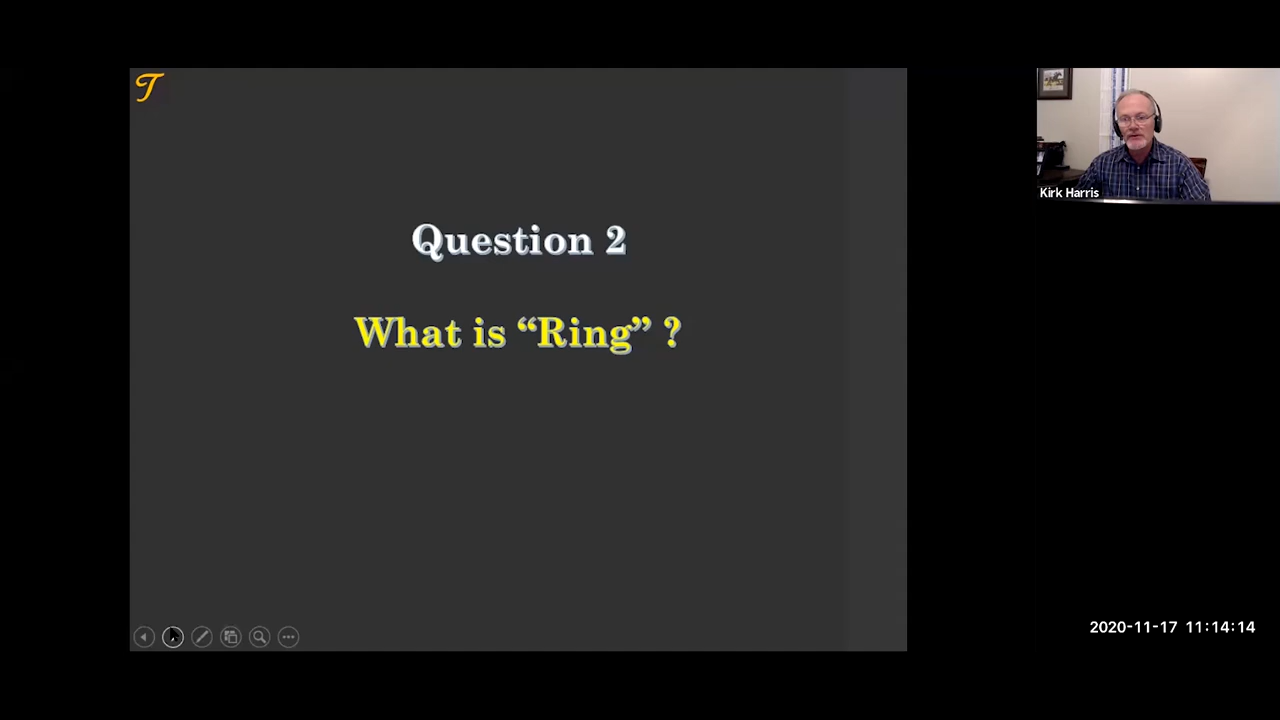 T
Question 2
What is “Ring” ?
Kirk Harris
2020-11-17 11:14:14